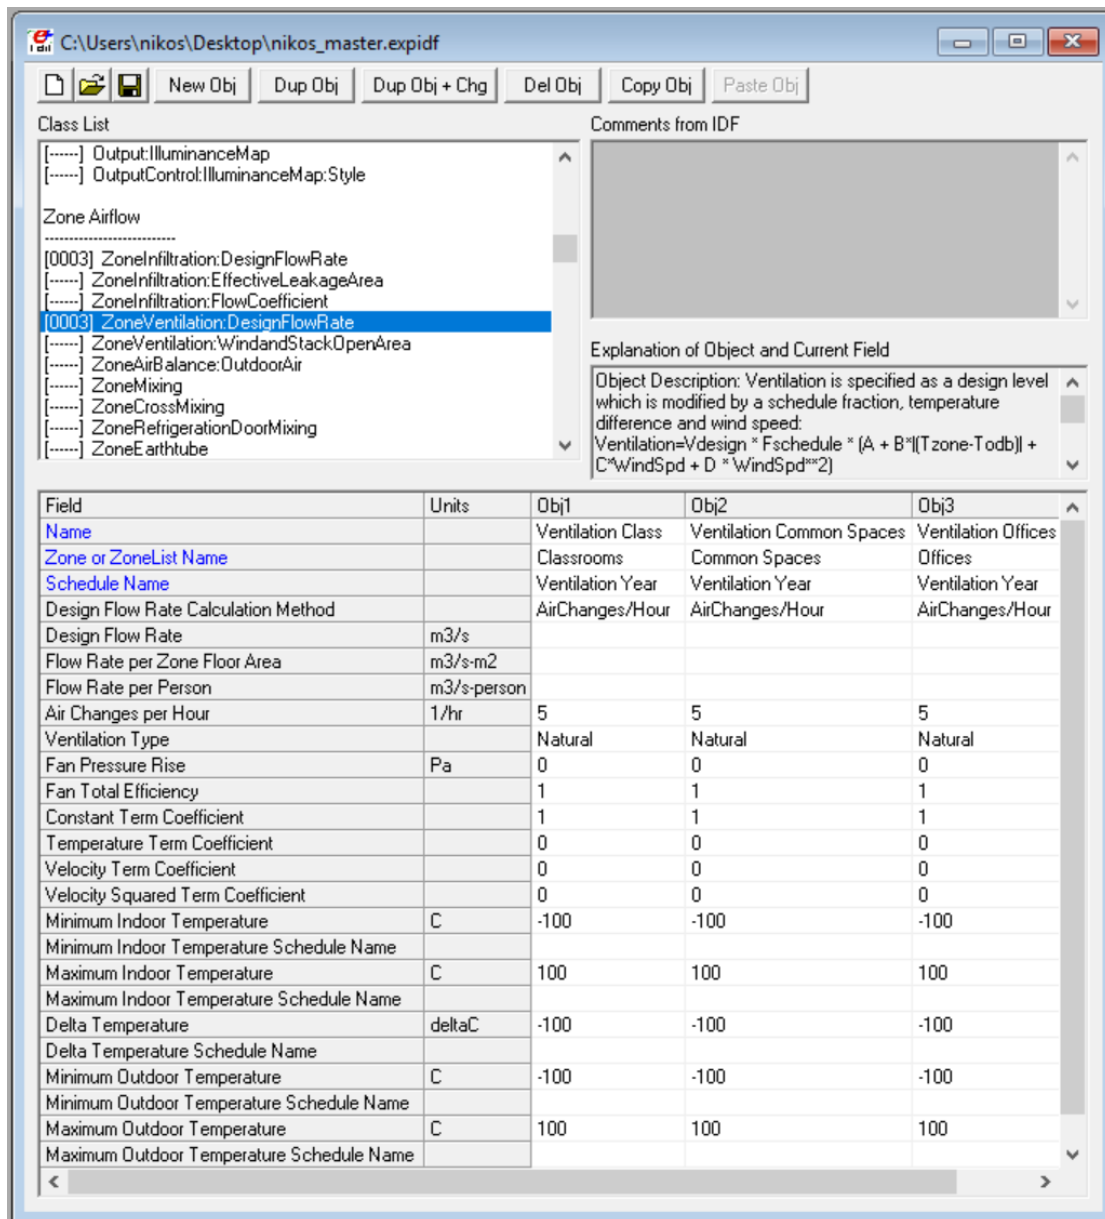 C:\Users\nikos\Desktop\nikos_master.expidf
New Obj Dup Obj Dup Obj + Chg Del Obj Copy Obj Paste Obj
Class List
[------] Output:IlluminanceMap
[------] OutputControl:IlluminanceMap:Style
Zone Airflow
---------------------------
[0003] ZoneInfiltration:DesignFlowRate
[------] ZoneInfiltration:EffectiveLeakageArea
[------] ZoneInfiltration:FlowCoefficient
[0003] ZoneVentilation:DesignFlowRate
[------] ZoneVentilation:WindandStackOpenArea
[------] ZoneAirBalance:OutdoorAir
[------] ZoneMixing
[------] ZoneCrossMixing
[------] ZoneRefrigerationDoorMixing
[------] ZoneEarthtube
Comments from IDF
Explanation of Object and Current Field
Object Description: Ventilation is specified as a design level
which is modified by a schedule fraction, temperature
difference and wind speed:
Ventilation=Vdesign * Fschedule * (A + B*|(Tzone-Todb)| +
C*WindSpd + D * WindSpd**2)
Field Units Obj1 Obj2 Obj3
Name Ventilation Class Ventilation Common Spaces Ventilation Offices
Zone or ZoneList Name Classrooms Common Spaces Offices
Schedule Name Ventilation Year Ventilation Year Ventilation Year
Design Flow Rate Calculation Method AirChanges/Hour AirChanges/Hour AirChanges/Hour
Design Flow Rate m3/s
Flow Rate per Zone Floor Area m3/s-m2
Flow Rate per Person m3/s-person
Air Changes per Hour 1/hr 5 5 5
Ventilation Type Natural Natural Natural
Fan Pressure Rise Pa 0 0 0
Fan Total Efficiency 1 1 1
Constant Term Coefficient 1 1 1
Temperature Term Coefficient 0 0 0
Velocity Term Coefficient 0 0 0
Velocity Squared Term Coefficient 0 0 0
Minimum Indoor Temperature C -100 -100 -100
Minimum Indoor Temperature Schedule Name
Maximum Indoor Temperature C 100 100 100
Maximum Indoor Temperature Schedule Name
Delta Temperature deltaC -100 -100 -100
Delta Temperature Schedule Name
Minimum Outdoor Temperature C -100 -100 -100
Minimum Outdoor Temperature Schedule Name
Maximum Outdoor Temperature C 100 100 100
Maximum Outdoor Temperature Schedule Name